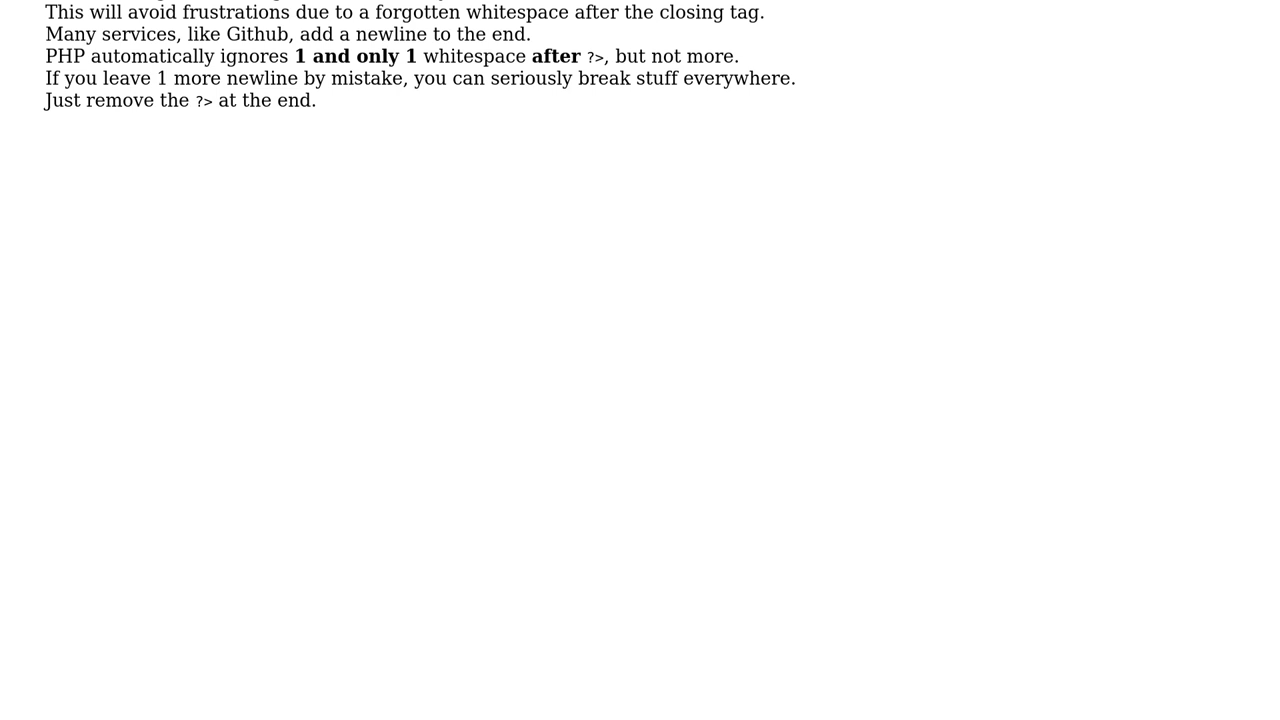 This will avoid frustrations due to a forgotten whitespace after the closing tag.
Many services, like Github, add a newline to the end.
PHP automatically ignores 1 and only 1 whitespace after ?>, but not more.
If you leave 1 more newline by mistake, you can seriously break stuff everywhere.
Just remove the ?> at the end.